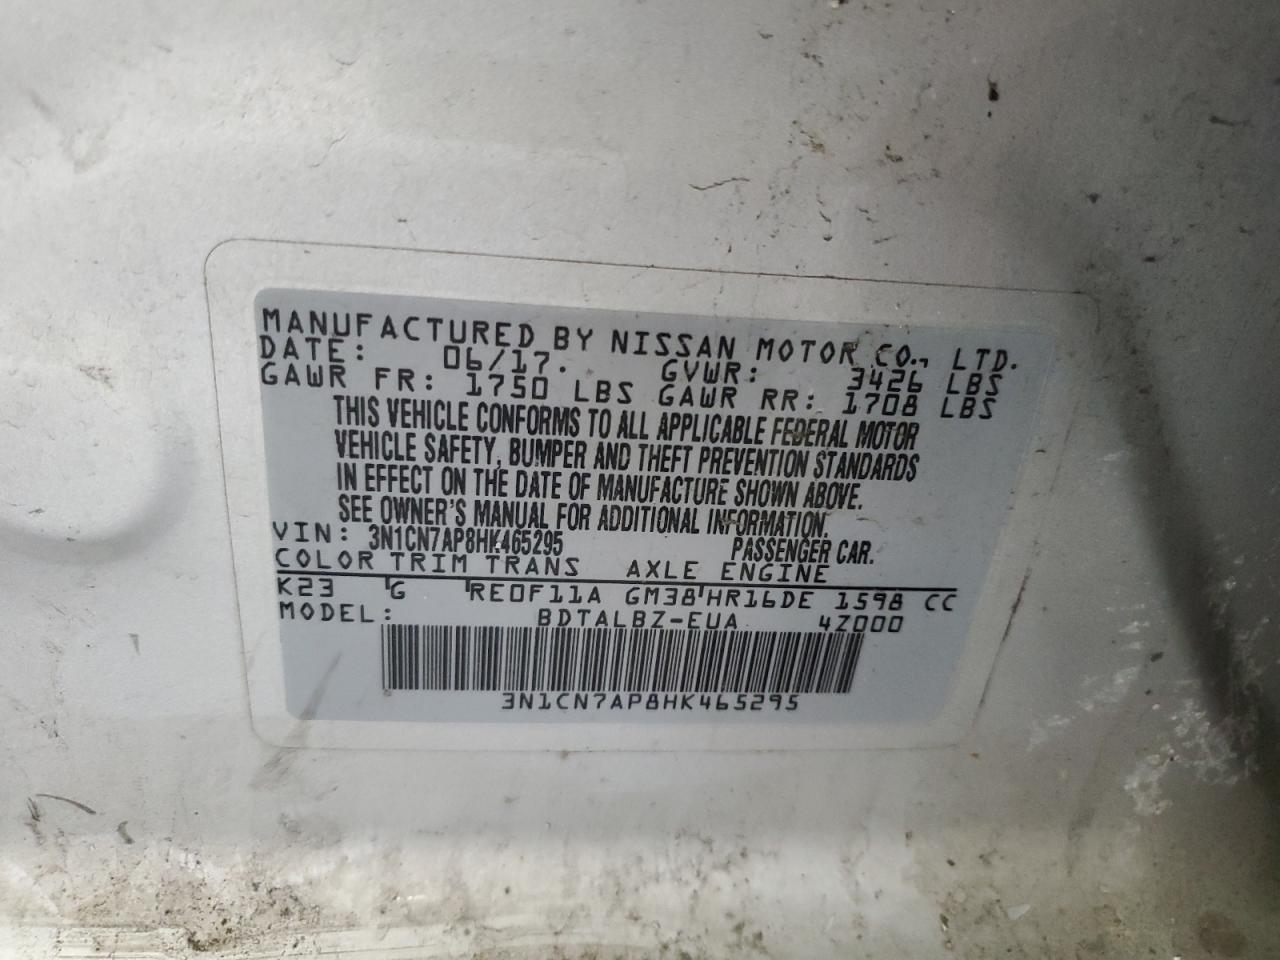 MANUFACTURED BY NISSAN MOTOR CO., LTD.
DATE: 06/17. GVWR: 3426 LBS
GAWR FR: 1750 LBS GAWR RR: 1708 LBS
THIS VEHICLE CONFORMS TO ALL APPLICABLE FEDERAL MOTOR
VEHICLE SAFETY, BUMPER AND THEFT PREVENTION STANDARDS
IN EFFECT ON THE DATE OF MANUFACTURE SHOWN ABOVE.
SEE OWNER'S MANUAL FOR ADDITIONAL INFORMATION.
VIN: 3N1CN7AP8HK465295 PASSENGER CAR.
COLOR TRIM TRANS AXLE ENGINE
K23 G RE0F11A GM38 HR16DE 1598 CC
MODEL: BDTALBZ-EUA 4Z000
3N1CN7AP8HK465295